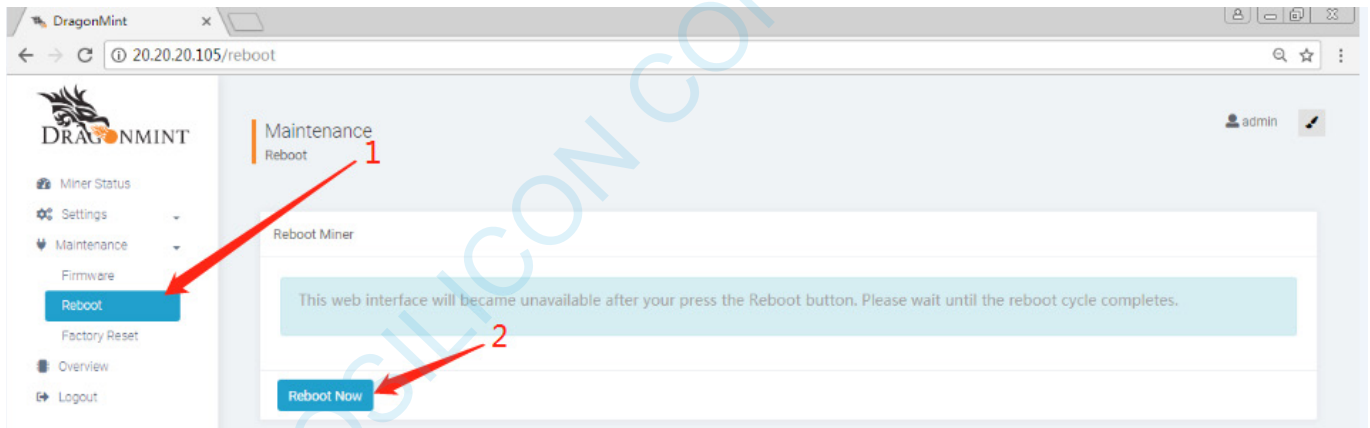 DragonMint
20.20.20.105/reboot
DRAGONMINT
admin
Maintenance
Reboot
1
Miner Status
Settings
Maintenance
Firmware
Reboot
Factory Reset
Overview
Logout
Reboot Miner
This web interface will became unavailable after your press the Reboot button. Please wait until the reboot cycle completes.
2
Reboot Now
OSILICON CO